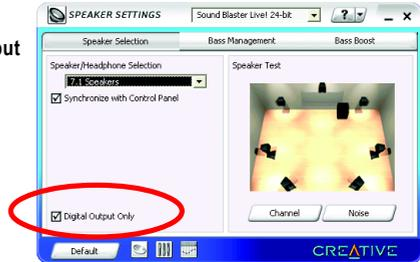 SPEAKER SETTINGS
Sound Blaster Live! 24-bit
?
Speaker Selection
Bass Management
Bass Boost
Speaker/Headphone Selection
7.1 Speakers
Synchronize with Control Panel
Speaker Test
Digital Output Only
Channel
Noise
Default
CREATIVE